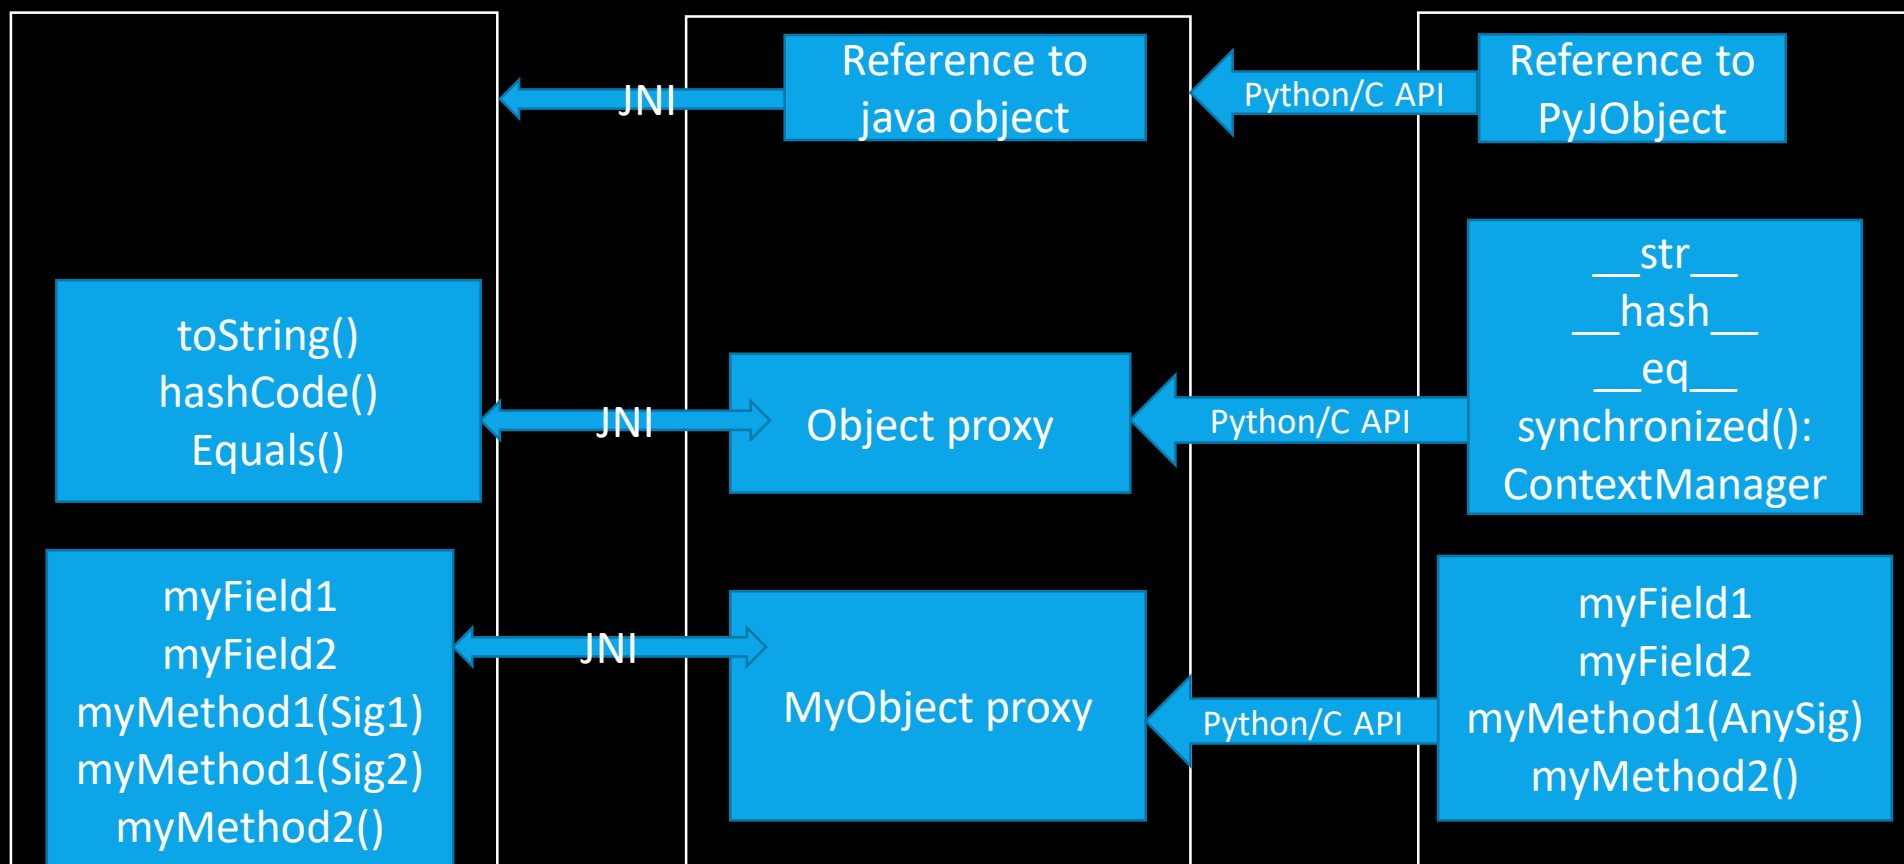 JNI
Reference to
java object
Python/C API
Reference to
PyJObject
toString()
hashCode()
Equals()
JNI
Object proxy
Python/C API
__str__
__hash__
__eq__
synchronized():
ContextManager
myField1
myField2
myMethod1(Sig1)
myMethod1(Sig2)
myMethod2()
JNI
MyObject proxy
Python/C API
myField1
myField2
myMethod1(AnySig)
myMethod2()